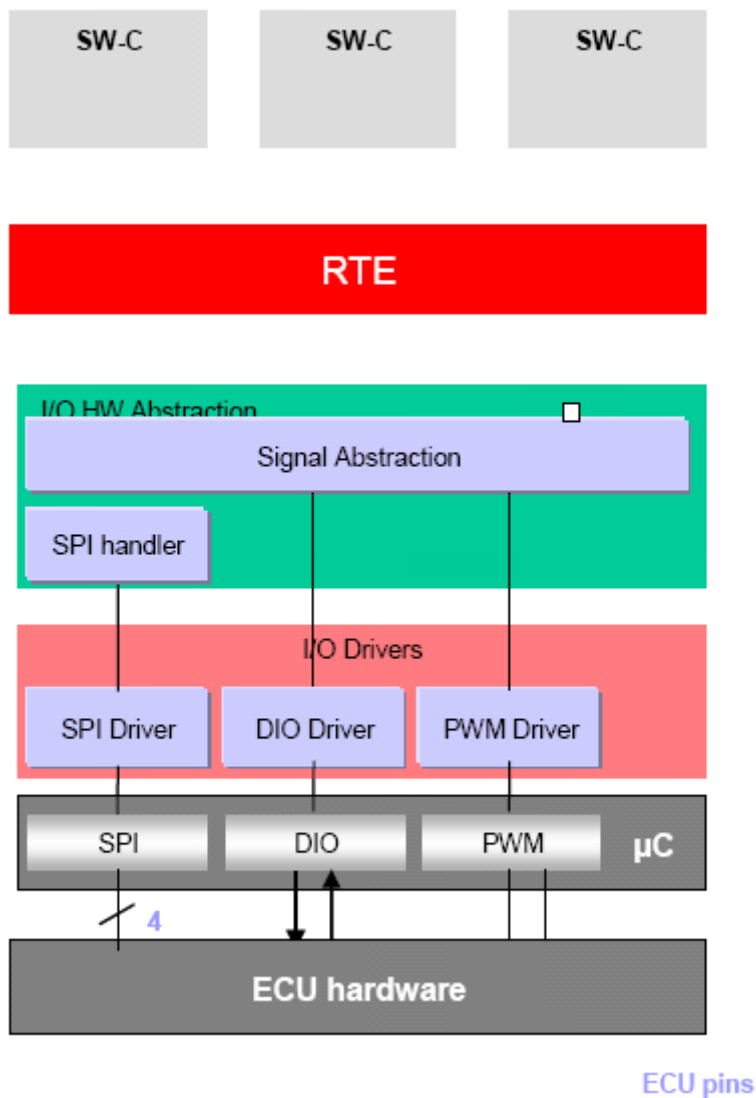 SW-C
SW-C
SW-C
RTE
I/O HW Abstraction
Signal Abstraction
SPI handler
I/O Drivers
SPI Driver
DIO Driver
PWM Driver
SPI
DIO
PWM
µC
4
ECU hardware
ECU pins